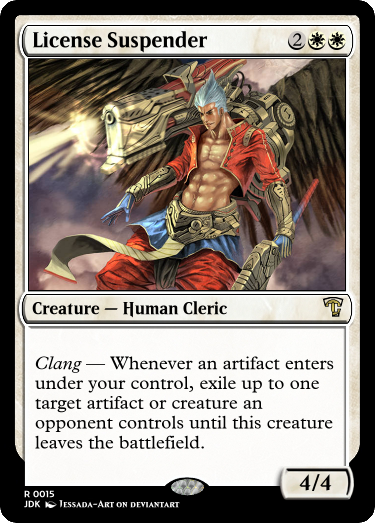 License Suspender 2
Creature — Human Cleric
Clang — Whenever an artifact enters
under your control, exile up to one
target artifact or creature an
opponent controls until this creature
leaves the battlefield.
4/4
R 0015
JDK Jessada-Art on deviantart